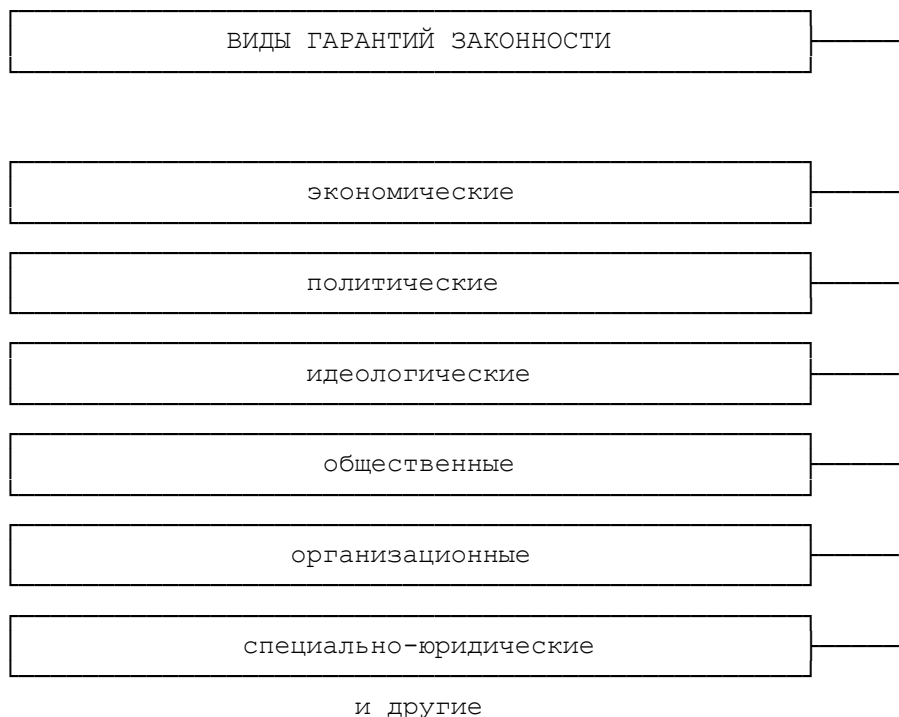 ВИДЫ ГАРАНТИЙ ЗАКОННОСТИ
экономические
политические
идеологические
общественные
организационные
специально-юридические
и другие